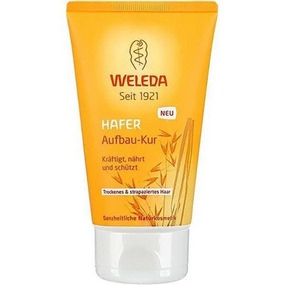 WELEDA
Seit 1921
NEU
HAFER
Aufbau-Kur
Kräftigt, nährt
und schützt
Trockenes & strapaziertes Haar
Ganzheitliche Naturkosmetik